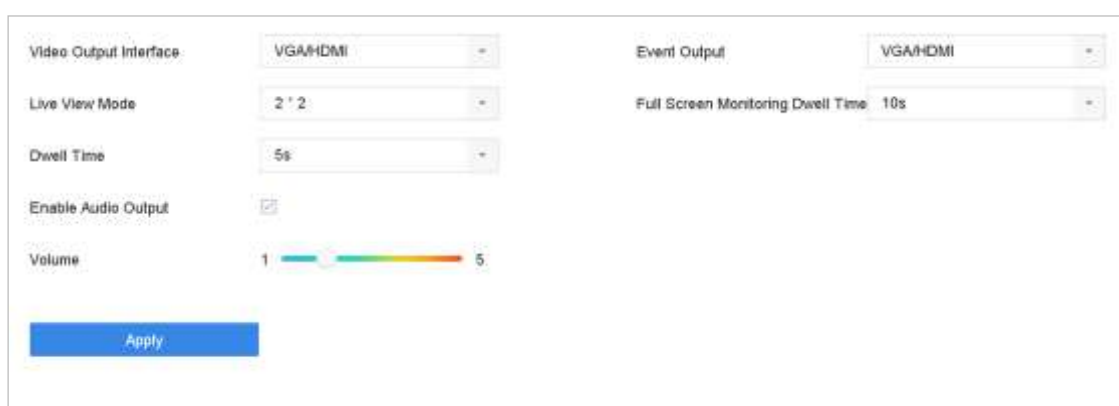 Video Output Interface VGA/HDMI Event Output VGA/HDMI
Live View Mode 2 * 2 Full Screen Monitoring Dwell Time 10s
Dwell Time 5s
Enable Audio Output
Volume 1 5
Apply